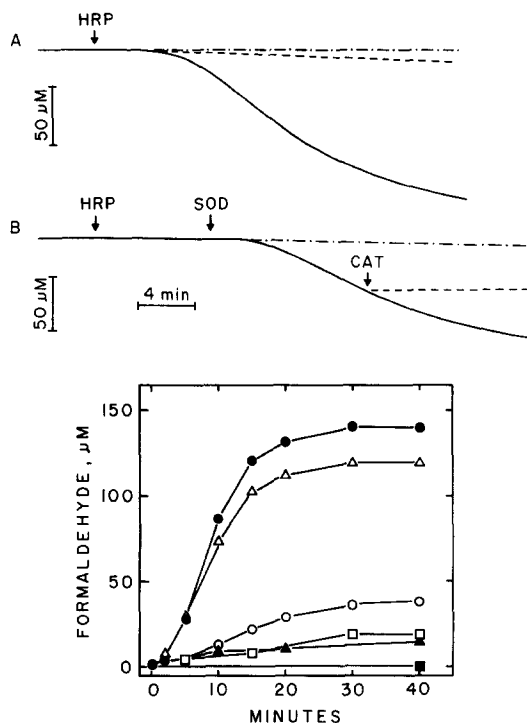 A
HRP
50 µM
B
HRP
SOD
CAT
50 µM
4 min
FORMALDEHYDE, µM
150
100
50
0
0
10
20
30
40
MINUTES